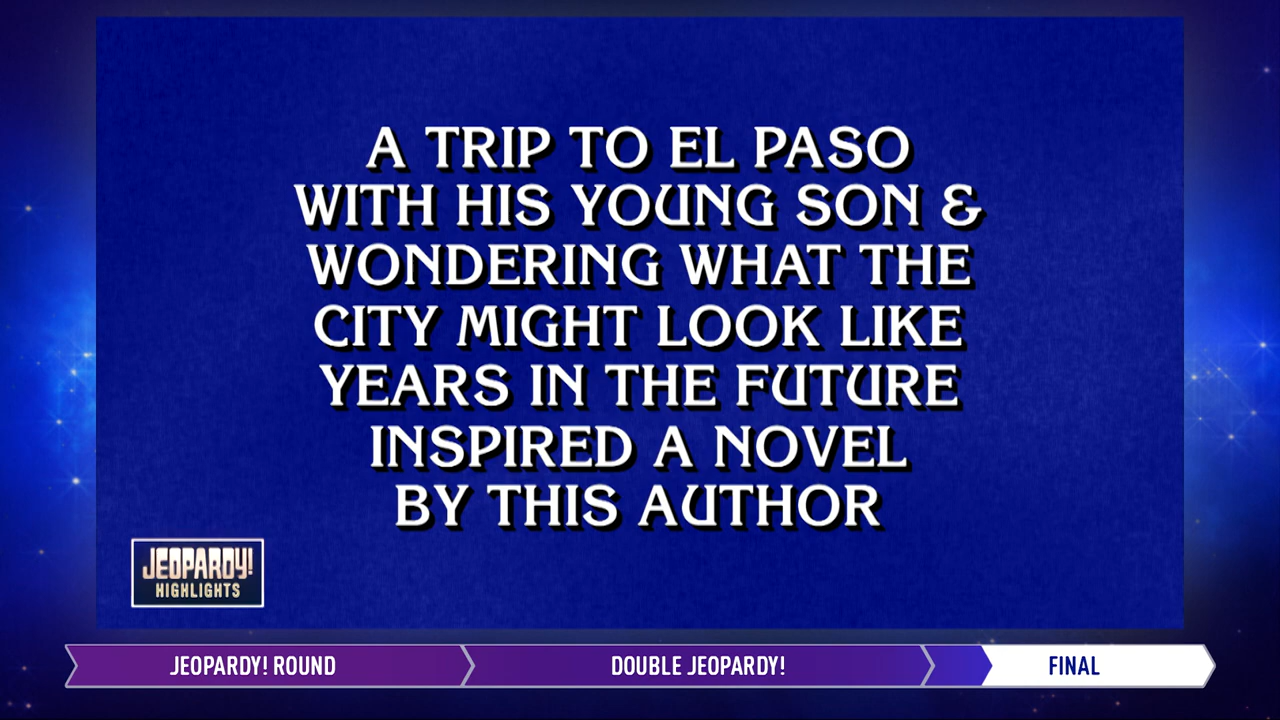 A TRIP TO EL PASO
WITH HIS YOUNG SON &
WONDERING WHAT THE
CITY MIGHT LOOK LIKE
YEARS IN THE FUTURE
INSPIRED A NOVEL
BY THIS AUTHOR
JEOPARDY!
HIGHLIGHTS
JEOPARDY! ROUND
DOUBLE JEOPARDY!
FINAL